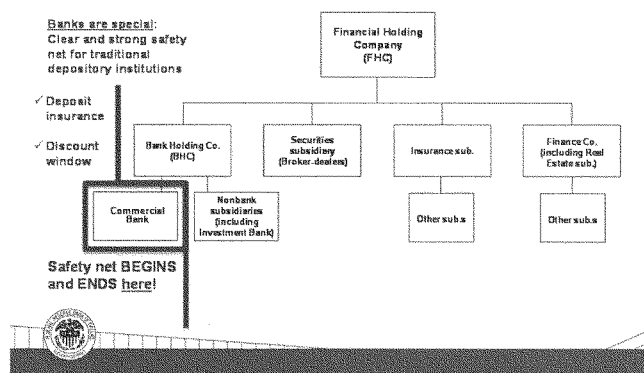 Banks are special:
Clear and strong safety
net for traditional
depository institutions
✓ Deposit
insurance
✓ Discount
window
Financial Holding
Company
(FHC)
Bank Holding Co.
(BHC)
Securities
subsidiary
(Broker-dealers)
Insurance sub.
Finance Co.
(including Real
Estate sub.)
Commercial
Bank
Nonbank
subsidiaries
(including
Investment Bank)
Other sub.s
Other sub.s
Safety net BEGINS
and ENDS here!